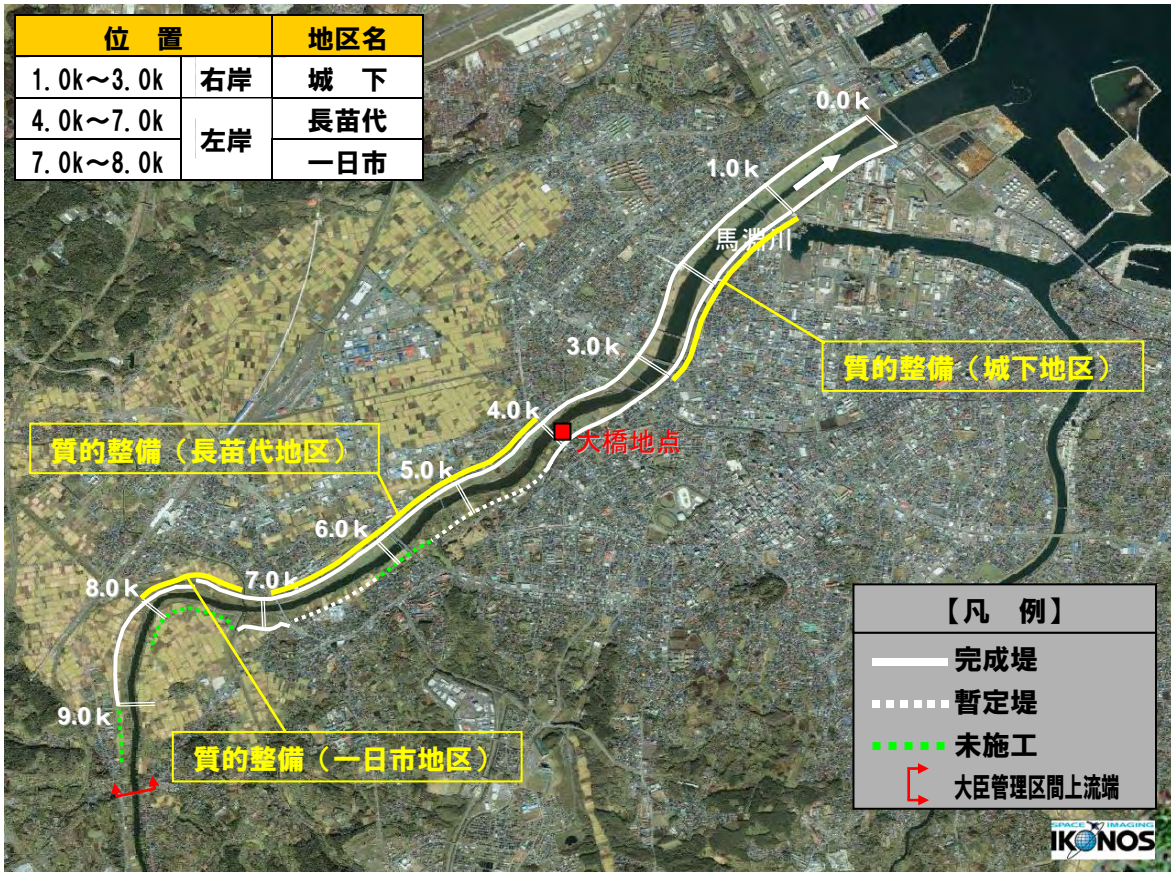 位 置 地区名
1.0k~3.0k 右岸 城 下
4.0k~7.0k 左岸 長苗代
7.0k~8.0k 一日市
0.0k
1.0k
馬淵川
3.0k
質的整備(城下地区)
4.0k
大橋地点
質的整備(長苗代地区)
5.0k
6.0k
7.0k
8.0k
9.0k
質的整備(一日市地区)
【凡 例】
完成堤
暫定堤
未施工
大臣管理区間上流端
SPACE IMAGING
IKONOS